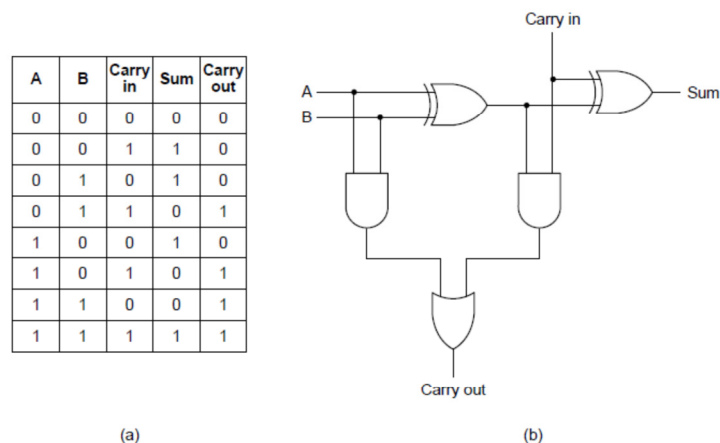 A B Carry in Sum Carry out
0 0 0 0 0
0 0 1 1 0
0 1 0 1 0
0 1 1 0 1
1 0 0 1 0
1 0 1 0 1
1 1 0 0 1
1 1 1 1 1
(a)
Carry in
A
B
Sum
Carry out
(b)